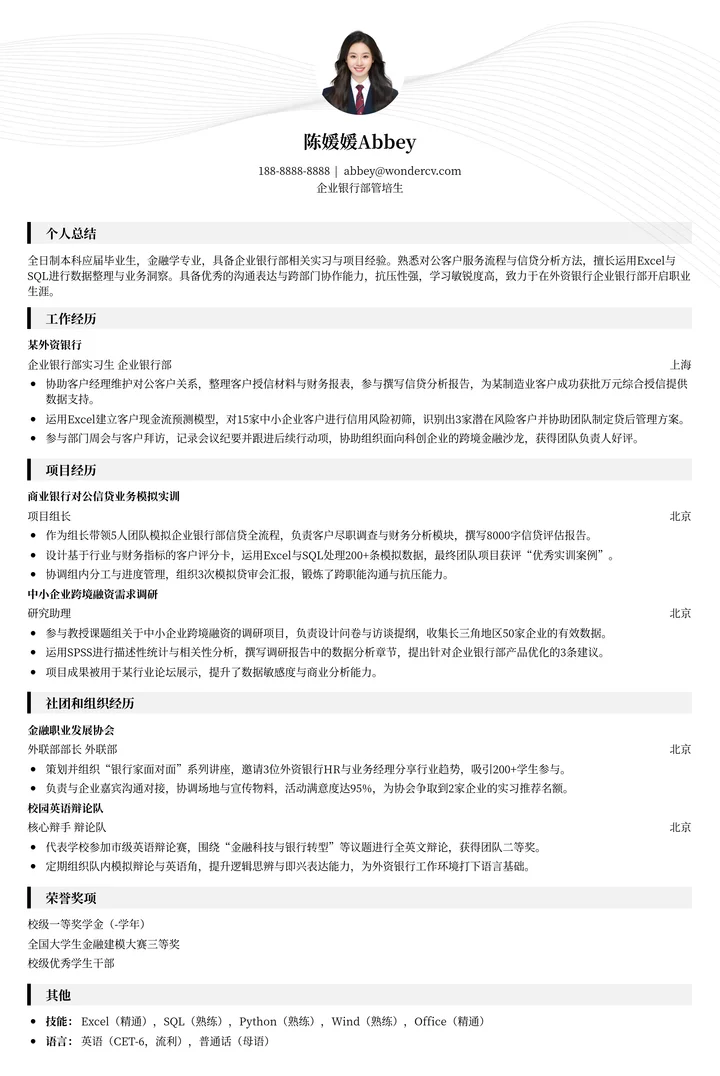 陈媛媛Abbey
188-8888-8888 | abbey@wondercv.com
企业银行部管培生
个人总结
全日制本科应届毕业生，金融学专业，具备企业银行部相关实习与项目经验。熟悉对公客户服务流程与信贷分析方法，擅长运用Excel与
SQL进行数据整理与业务洞察。具备优秀的沟通表达与跨部门协作能力，抗压性强，学习敏锐度高，致力于在外资银行企业银行部开启职业
生涯。
工作经历
某外资银行
企业银行部实习生 企业银行部 上海
• 协助客户经理维护对公客户关系，整理客户授信材料与财务报表，参与撰写信贷分析报告，为某制造业客户成功获批万元综合授信提供
数据支持。
• 运用Excel建立客户现金流预测模型，对15家中小企业客户进行信用风险初筛，识别出3家潜在风险客户并协助团队制定贷后管理方案。
• 参与部门周会与客户拜访，记录会议纪要并跟进后续行动项，协助组织面向科创企业的跨境金融沙龙，获得团队负责人好评。
项目经历
商业银行对公信贷业务模拟实训
项目组长 北京
• 作为组长带领5人团队模拟企业银行部信贷全流程，负责客户尽职调查与财务分析模块，撰写8000字信贷评估报告。
• 设计基于行业与财务指标的客户评分卡，运用Excel与SQL处理200+条模拟数据，最终团队项目获评“优秀实训案例”。
• 协调组内分工与进度管理，组织3次模拟贷审会汇报，锻炼了跨职能沟通与抗压能力。
中小企业跨境融资需求调研
研究助理 北京
• 参与教授课题组关于中小企业跨境融资的调研项目，负责设计问卷与访谈提纲，收集长三角地区50家企业的有效数据。
• 运用SPSS进行描述性统计与相关性分析，撰写调研报告中的数据分析章节，提出针对企业银行部产品优化的3条建议。
• 项目成果被用于某行业论坛展示，提升了数据敏感度与商业分析能力。
社团和组织经历
金融职业发展协会
外联部部长 外联部 北京
• 策划并组织“银行家面对面”系列讲座，邀请3位外资银行HR与业务经理分享行业趋势，吸引200+学生参与。
• 负责与企业嘉宾沟通对接，协调场地与宣传物料，活动满意度达95%，为协会争取到2家企业的实习推荐名额。
校园英语辩论队
核心辩手 辩论队 北京
• 代表学校参加市级英语辩论赛，围绕“金融科技与银行转型”等议题进行全英文辩论，获得团队二等奖。
• 定期组织队内模拟辩论与英语角，提升逻辑思辨与即兴表达能力，为外资银行工作环境打下语言基础。
荣誉奖项
校级一等奖学金（-学年）
全国大学生金融建模大赛三等奖
校级优秀学生干部
其他
• 技能： Excel（精通），SQL（熟练），Python（熟练），Wind（熟练），Office（精通）
• 语言： 英语（CET-6，流利），普通话（母语）